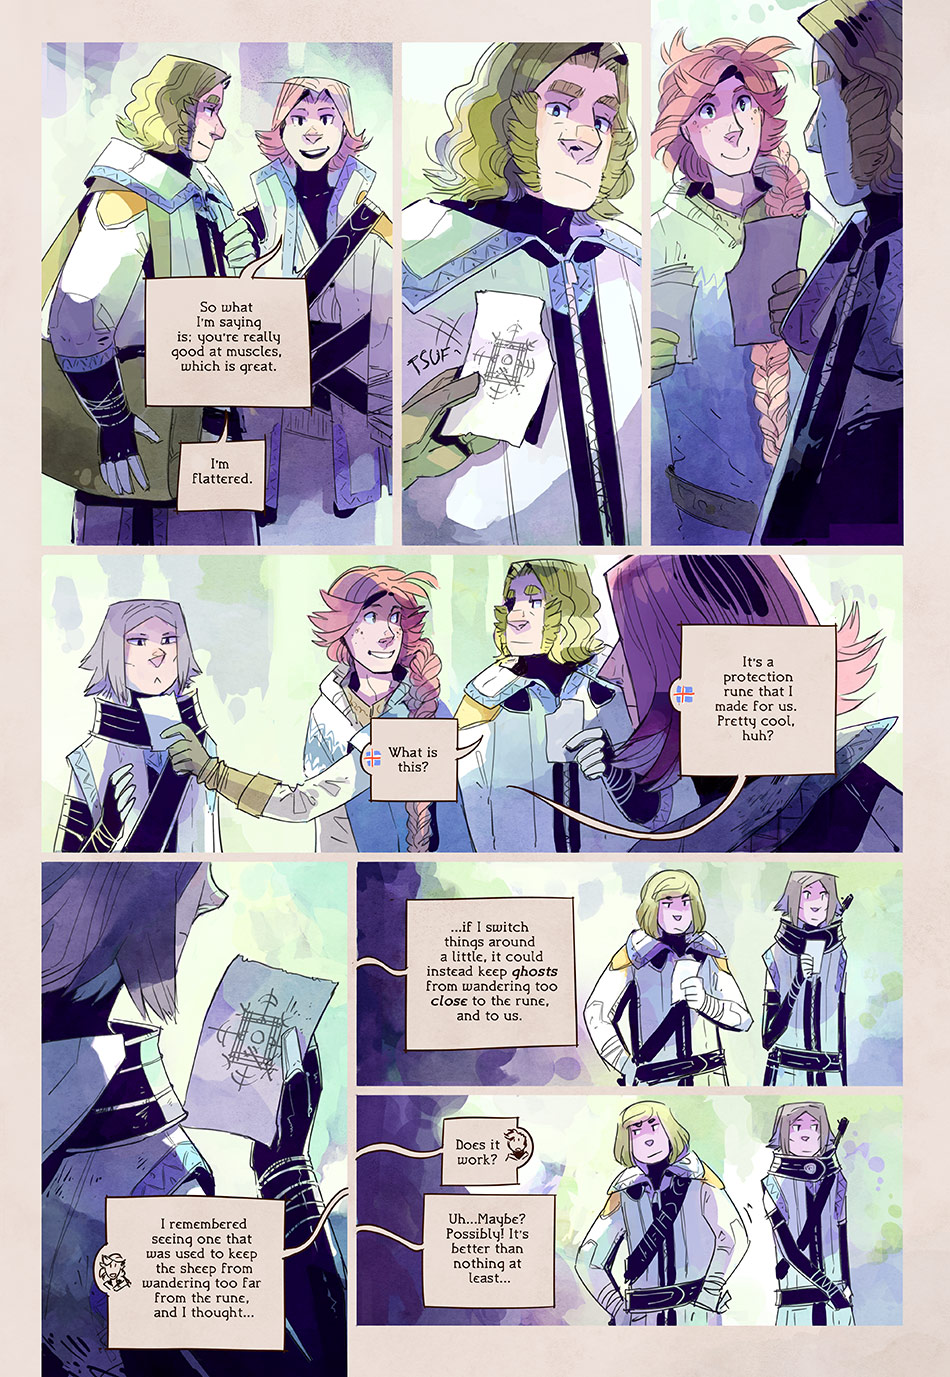 So what
I'm saying
is; you're really
good at muscles,
which is great.
I'm
flattered.
TSUF
What is
this?
It's a
protection
rune that I
made for us.
Pretty cool,
huh?
I remembered
seeing one that
was used to keep
the sheep from
wandering too far
from the rune,
and I thought...
...if I switch
things around
a little, it could
instead keep ghosts
from wandering too
close to the rune,
and to us.
Does it
work?
Uh...Maybe?
Possibly! It's
better than
nothing at
least...